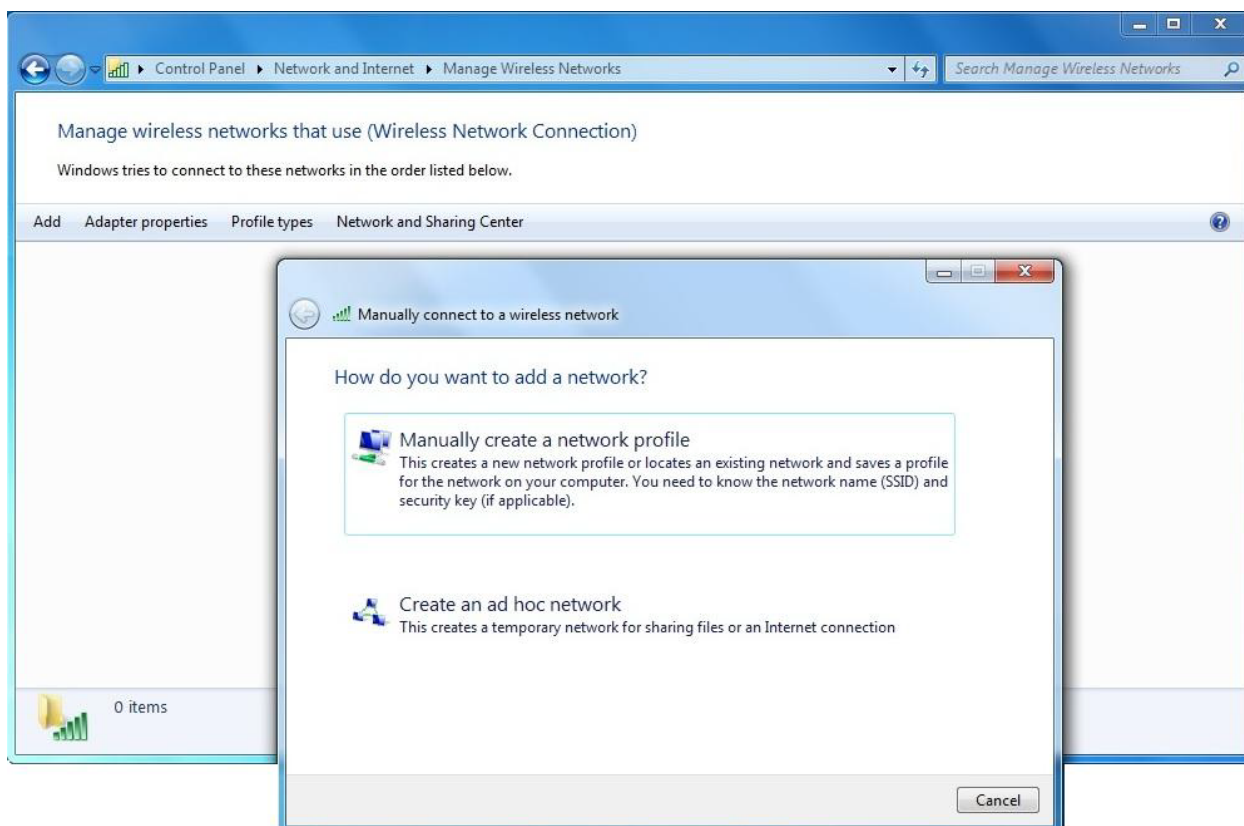 Control Panel Network and Internet Manage Wireless Networks
Search Manage Wireless Networks
Manage wireless networks that use (Wireless Network Connection)
Windows tries to connect to these networks in the order listed below.
Add Adapter properties Profile types Network and Sharing Center
Manually connect to a wireless network
How do you want to add a network?
Manually create a network profile
This creates a new network profile or locates an existing network and saves a profile
for the network on your computer. You need to know the network name (SSID) and
security key (if applicable).
Create an ad hoc network
This creates a temporary network for sharing files or an Internet connection
0 items
Cancel